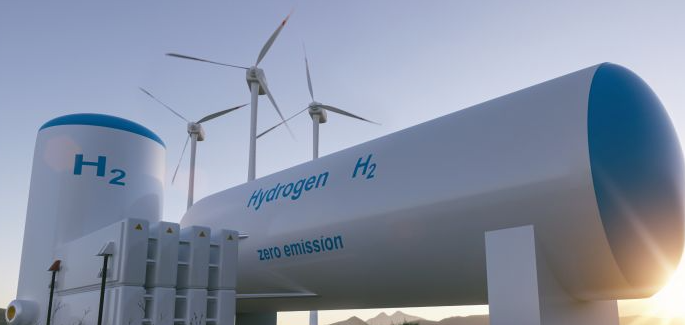 H₂
Hydrogen H₂
zero emission